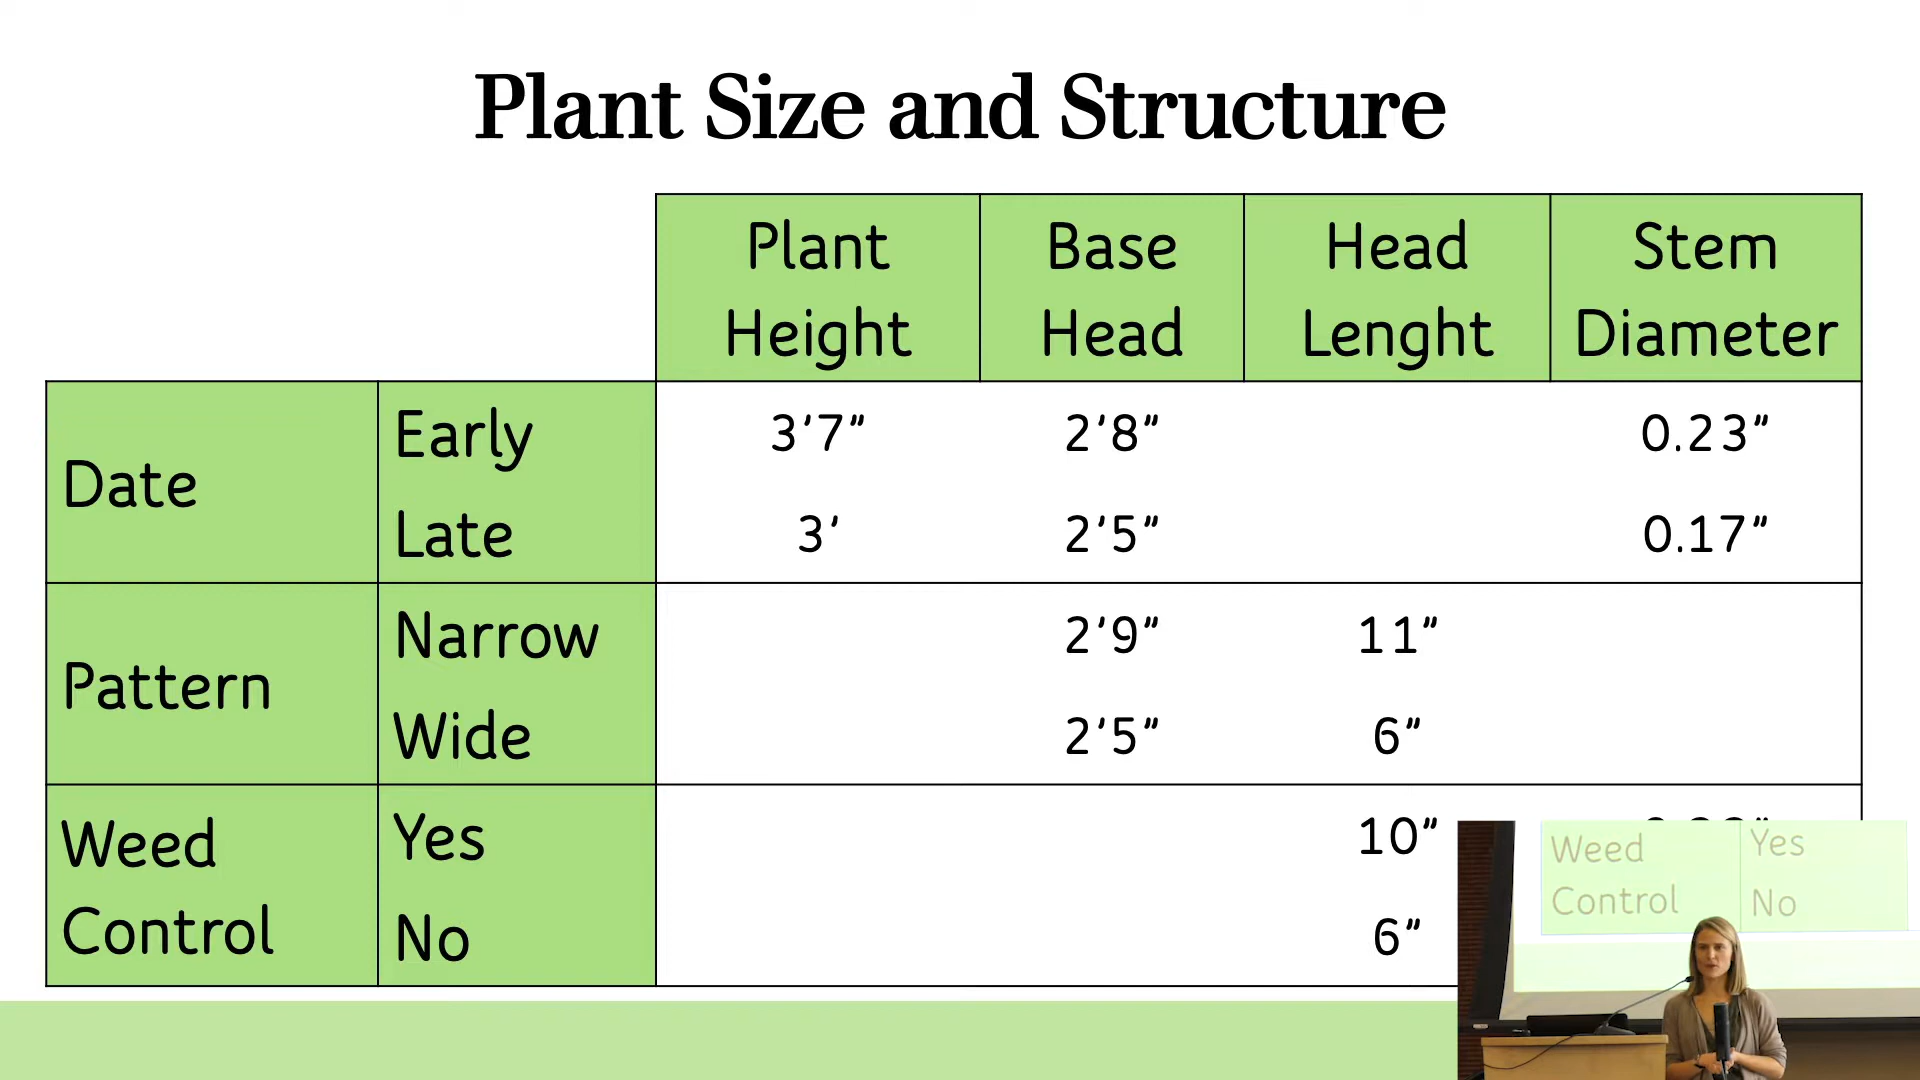 Plant Size and Structure
Plant Base Head Stem
Height Head Lenght Diameter
Date Early 3'7" 2'8" 0.23"
Late 3' 2'5" 0.17"
Pattern Narrow 2'9" 11"
Wide 2'5" 6"
Weed Yes 10"
Control No 6"
Weed Yes
Control No